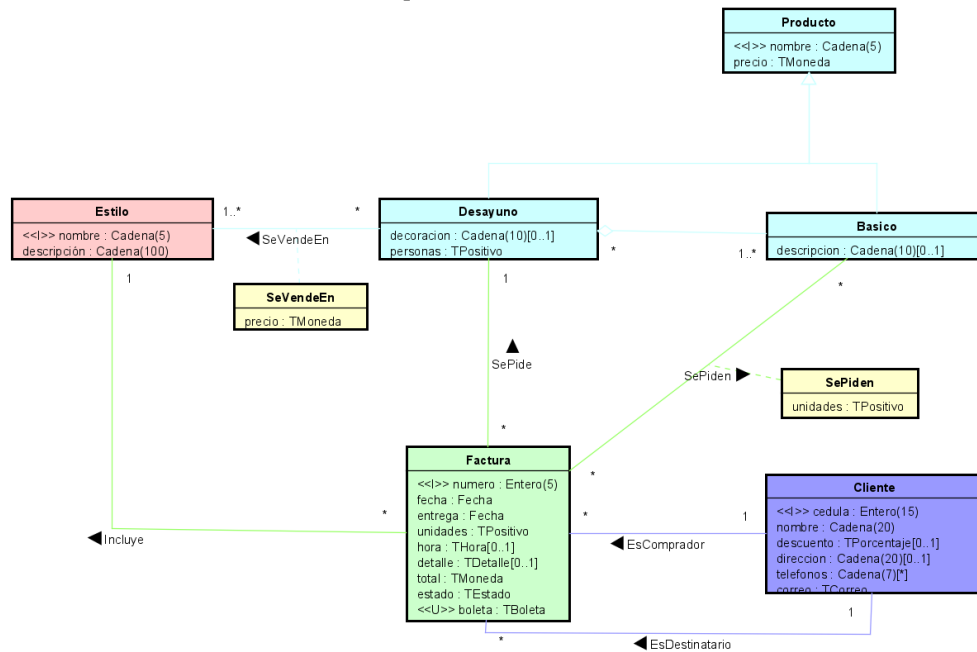 Producto
<<I>> nombre : Cadena(5)
precio : TMoneda
Estilo
<<I>> nombre : Cadena(5)
descripción : Cadena(100)
1..*
*
SeVendeEn
Desayuno
decoracion : Cadena(10)[0..1]
personas : TPositivo
*
1..*
Basico
descripcion : Cadena(10)[0..1]
1
1
*
SeVendeEn
precio : TMoneda
SePide
SePiden
SePiden
unidades : TPositivo
*
*
Factura
<<I>> numero : Entero(5)
fecha : Fecha
entrega : Fecha
unidades : TPositivo
hora : THora[0..1]
detalle : TDetalle[0..1]
total : TMoneda
estado : TEstado
<<U>> boleta : TBoleta
Cliente
<<I>> cedula : Entero(15)
nombre : Cadena(20)
descuento : TPorcentaje[0..1]
direccion : Cadena(20)[0..1]
telefonos : Cadena(7)[*]
correo : TCorreo
*
Incluye
*
1
EsComprador
1
*
EsDestinatario